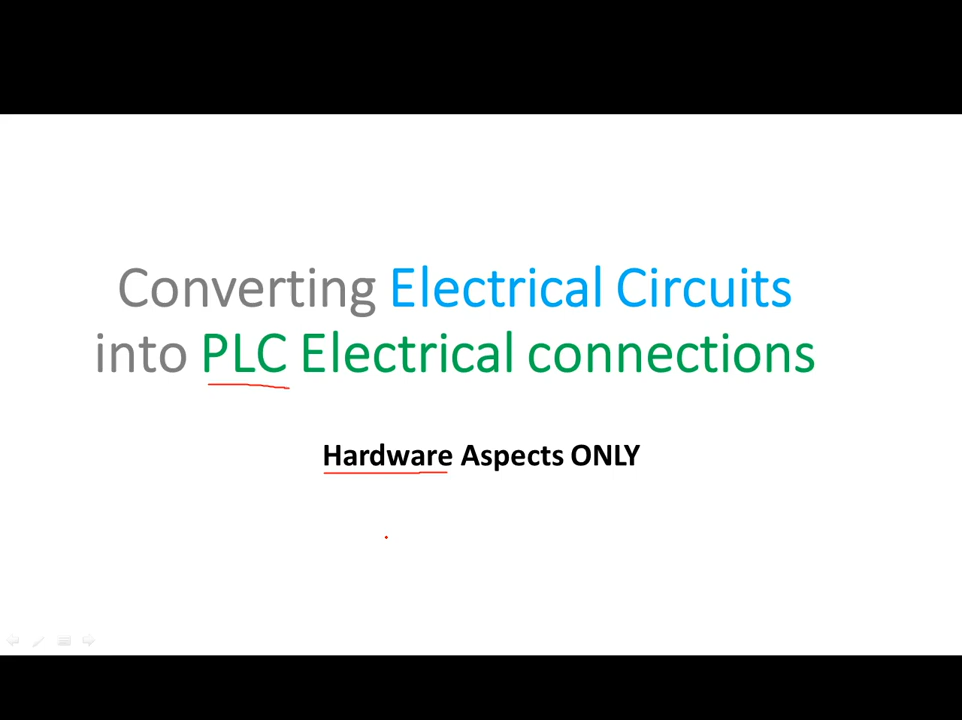 Converting Electrical Circuits
into PLC Electrical connections
Hardware Aspects ONLY